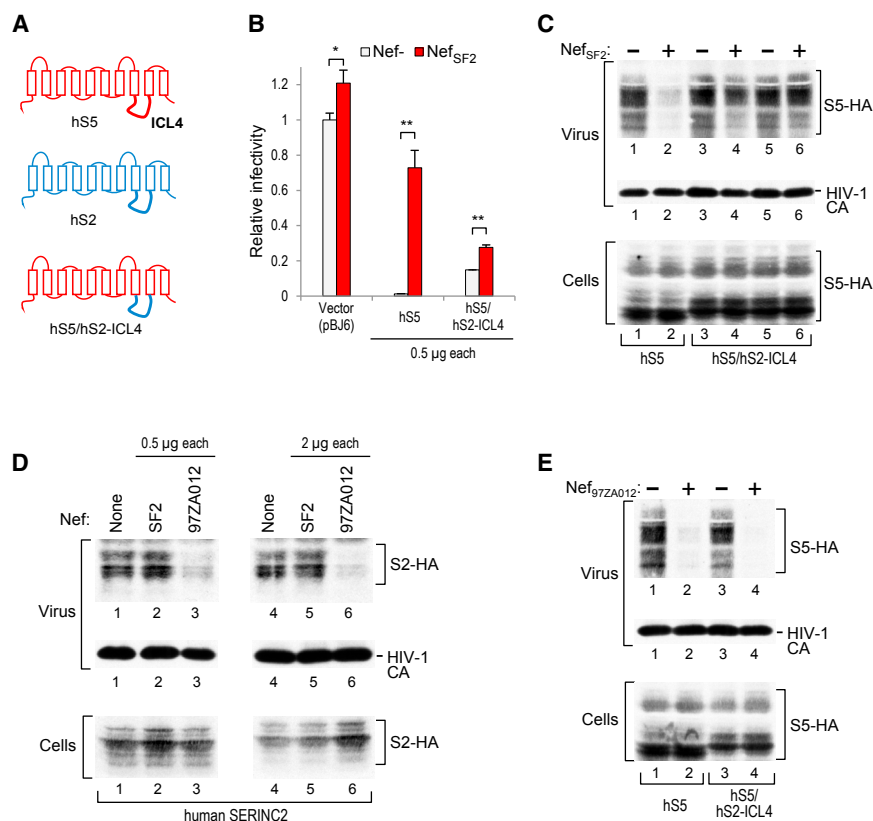 A
hS5
ICL4
hS2
hS5/hS2-ICL4
B
Nef- NefSF2
* ** **
Relative infectivity
1.2
1
0.8
0.6
0.4
0.2
0
Vector (pBJ6)
hS5
hS5/ hS2-ICL4
0.5 µg each
C
NefSF2: − + − + − +
Virus
S5-HA
1 2 3 4 5 6
HIV-1 CA
1 2 3 4 5 6
Cells
S5-HA
1 2 3 4 5 6
hS5 hS5/hS2-ICL4
D
0.5 µg each 2 µg each
Nef: None SF2 97ZA012 None SF2 97ZA012
Virus
S2-HA
1 2 3 4 5 6
HIV-1 CA
1 2 3 4 5 6
Cells
S2-HA
1 2 3 4 5 6
human SERINC2
E
Nef97ZA012: − + − +
Virus
S5-HA
1 2 3 4
HIV-1 CA
1 2 3 4
Cells
S5-HA
1 2 3 4
hS5 hS5/ hS2-ICL4